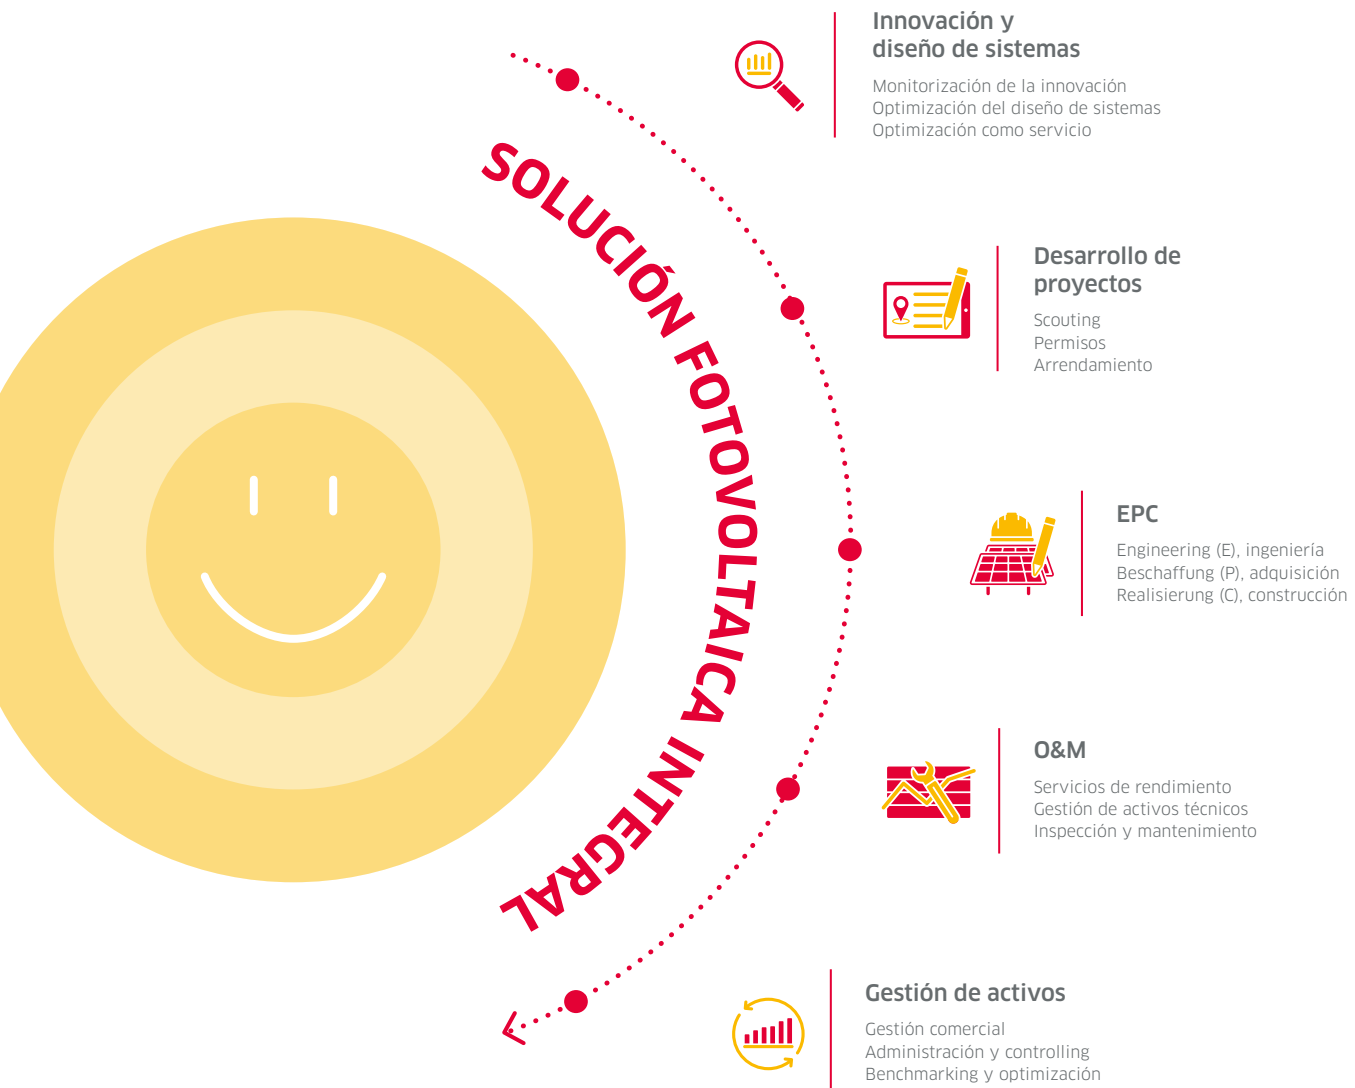 SOLUCIÓN FOTOVOLTAICA INTEGRAL
Innovación y
diseño de sistemas
Monitorización de la innovación
Optimización del diseño de sistemas
Optimización como servicio
Desarrollo de
proyectos
Scouting
Permisos
Arrendamiento
EPC
Engineering (E), ingeniería
Beschaffung (P), adquisición
Realisierung (C), construcción
O&M
Servicios de rendimiento
Gestión de activos técnicos
Inspección y mantenimiento
Gestión de activos
Gestión comercial
Administración y controlling
Benchmarking y optimización